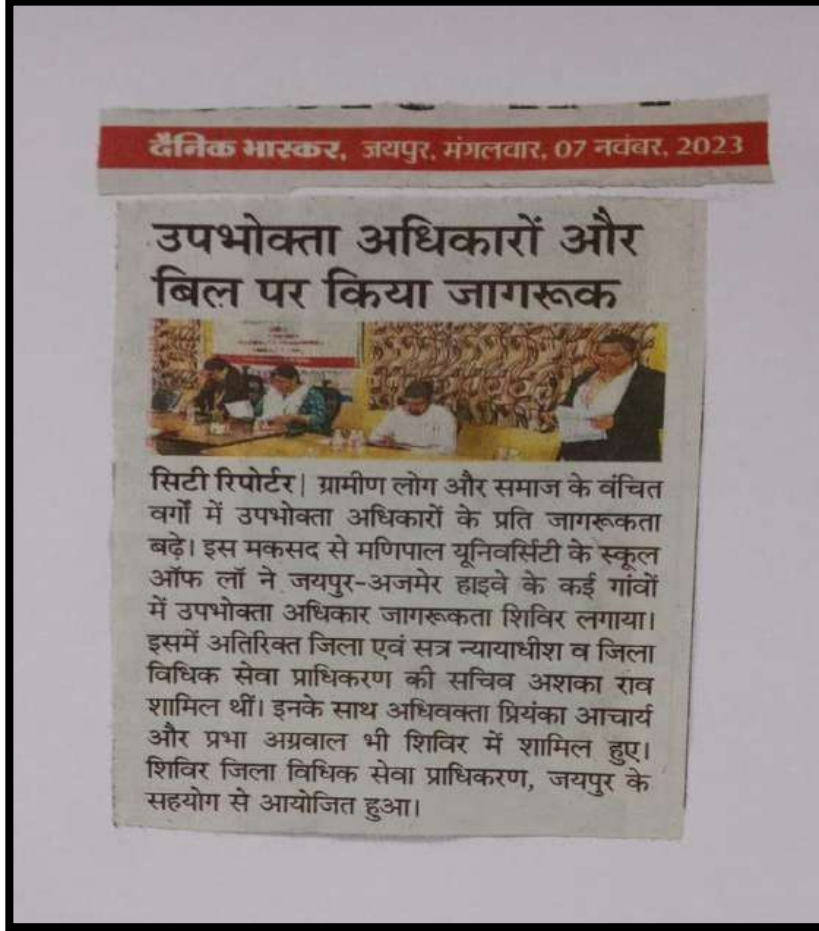 दैनिक भास्कर, जयपुर, मंगलवार, 07 नवंबर, 2023
उपभोक्ता अधिकारों और
बिल पर किया जागरूक
सिटी रिपोर्टर| ग्रामीण लोग और समाज के वंचित
वर्गों में उपभोक्ता अधिकारों के प्रति जागरूकता
बढ़े। इस मकसद से मणिपाल यूनिवर्सिटी के स्कूल
ऑफ लॉ ने जयपुर-अजमेर हाइवे के कई गांवों
में उपभोक्ता अधिकार जागरूकता शिविर लगाया।
इसमें अतिरिक्त जिला एवं सत्र न्यायाधीश व जिला
विधिक सेवा प्राधिकरण की सचिव अशका राव
शामिल थीं। इनके साथ अधिवक्ता प्रियंका आचार्य
और प्रभा अग्रवाल भी शिविर में शामिल हुए।
शिविर जिला विधिक सेवा प्राधिकरण, जयपुर के
सहयोग से आयोजित हुआ।